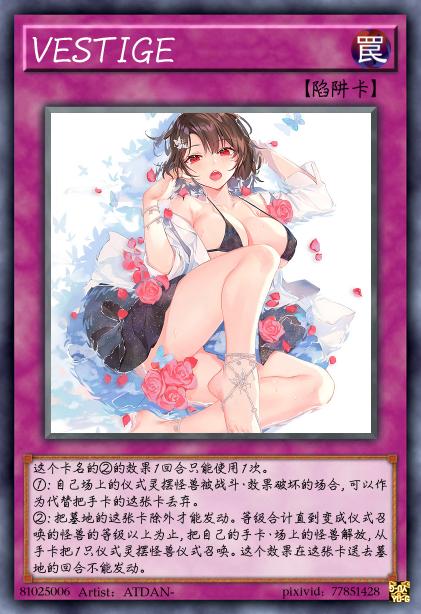 VESTIGE
罠
【陷阱卡】
这个卡名的②的效果1回合只能使用1次。
①：自己场上的仪式灵摆怪兽被战斗·效果破坏的场合，可以作
为代替把手卡的这张卡丢弃。
②：把墓地的这张卡除外才能发动。等级合计直到变成仪式召
唤的怪兽的等级以上为止，把自己的手卡·场上的怪兽解放，从
手卡把1只仪式灵摆怪兽仪式召唤。这个效果在这张卡送去墓
地的回合不能发动。
81025006 Artist：ATDAN- pixivid：77851428